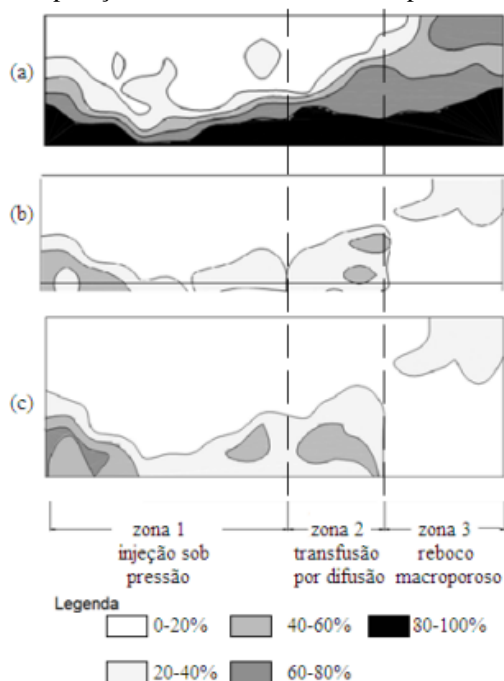 (a)
(b)
(c)
zona 1
injeção sob
pressão
zona 2
transfusão
por difusão
zona 3
reboco
macroporoso
Legenda
0-20%
40-60%
80-100%
20-40%
60-80%